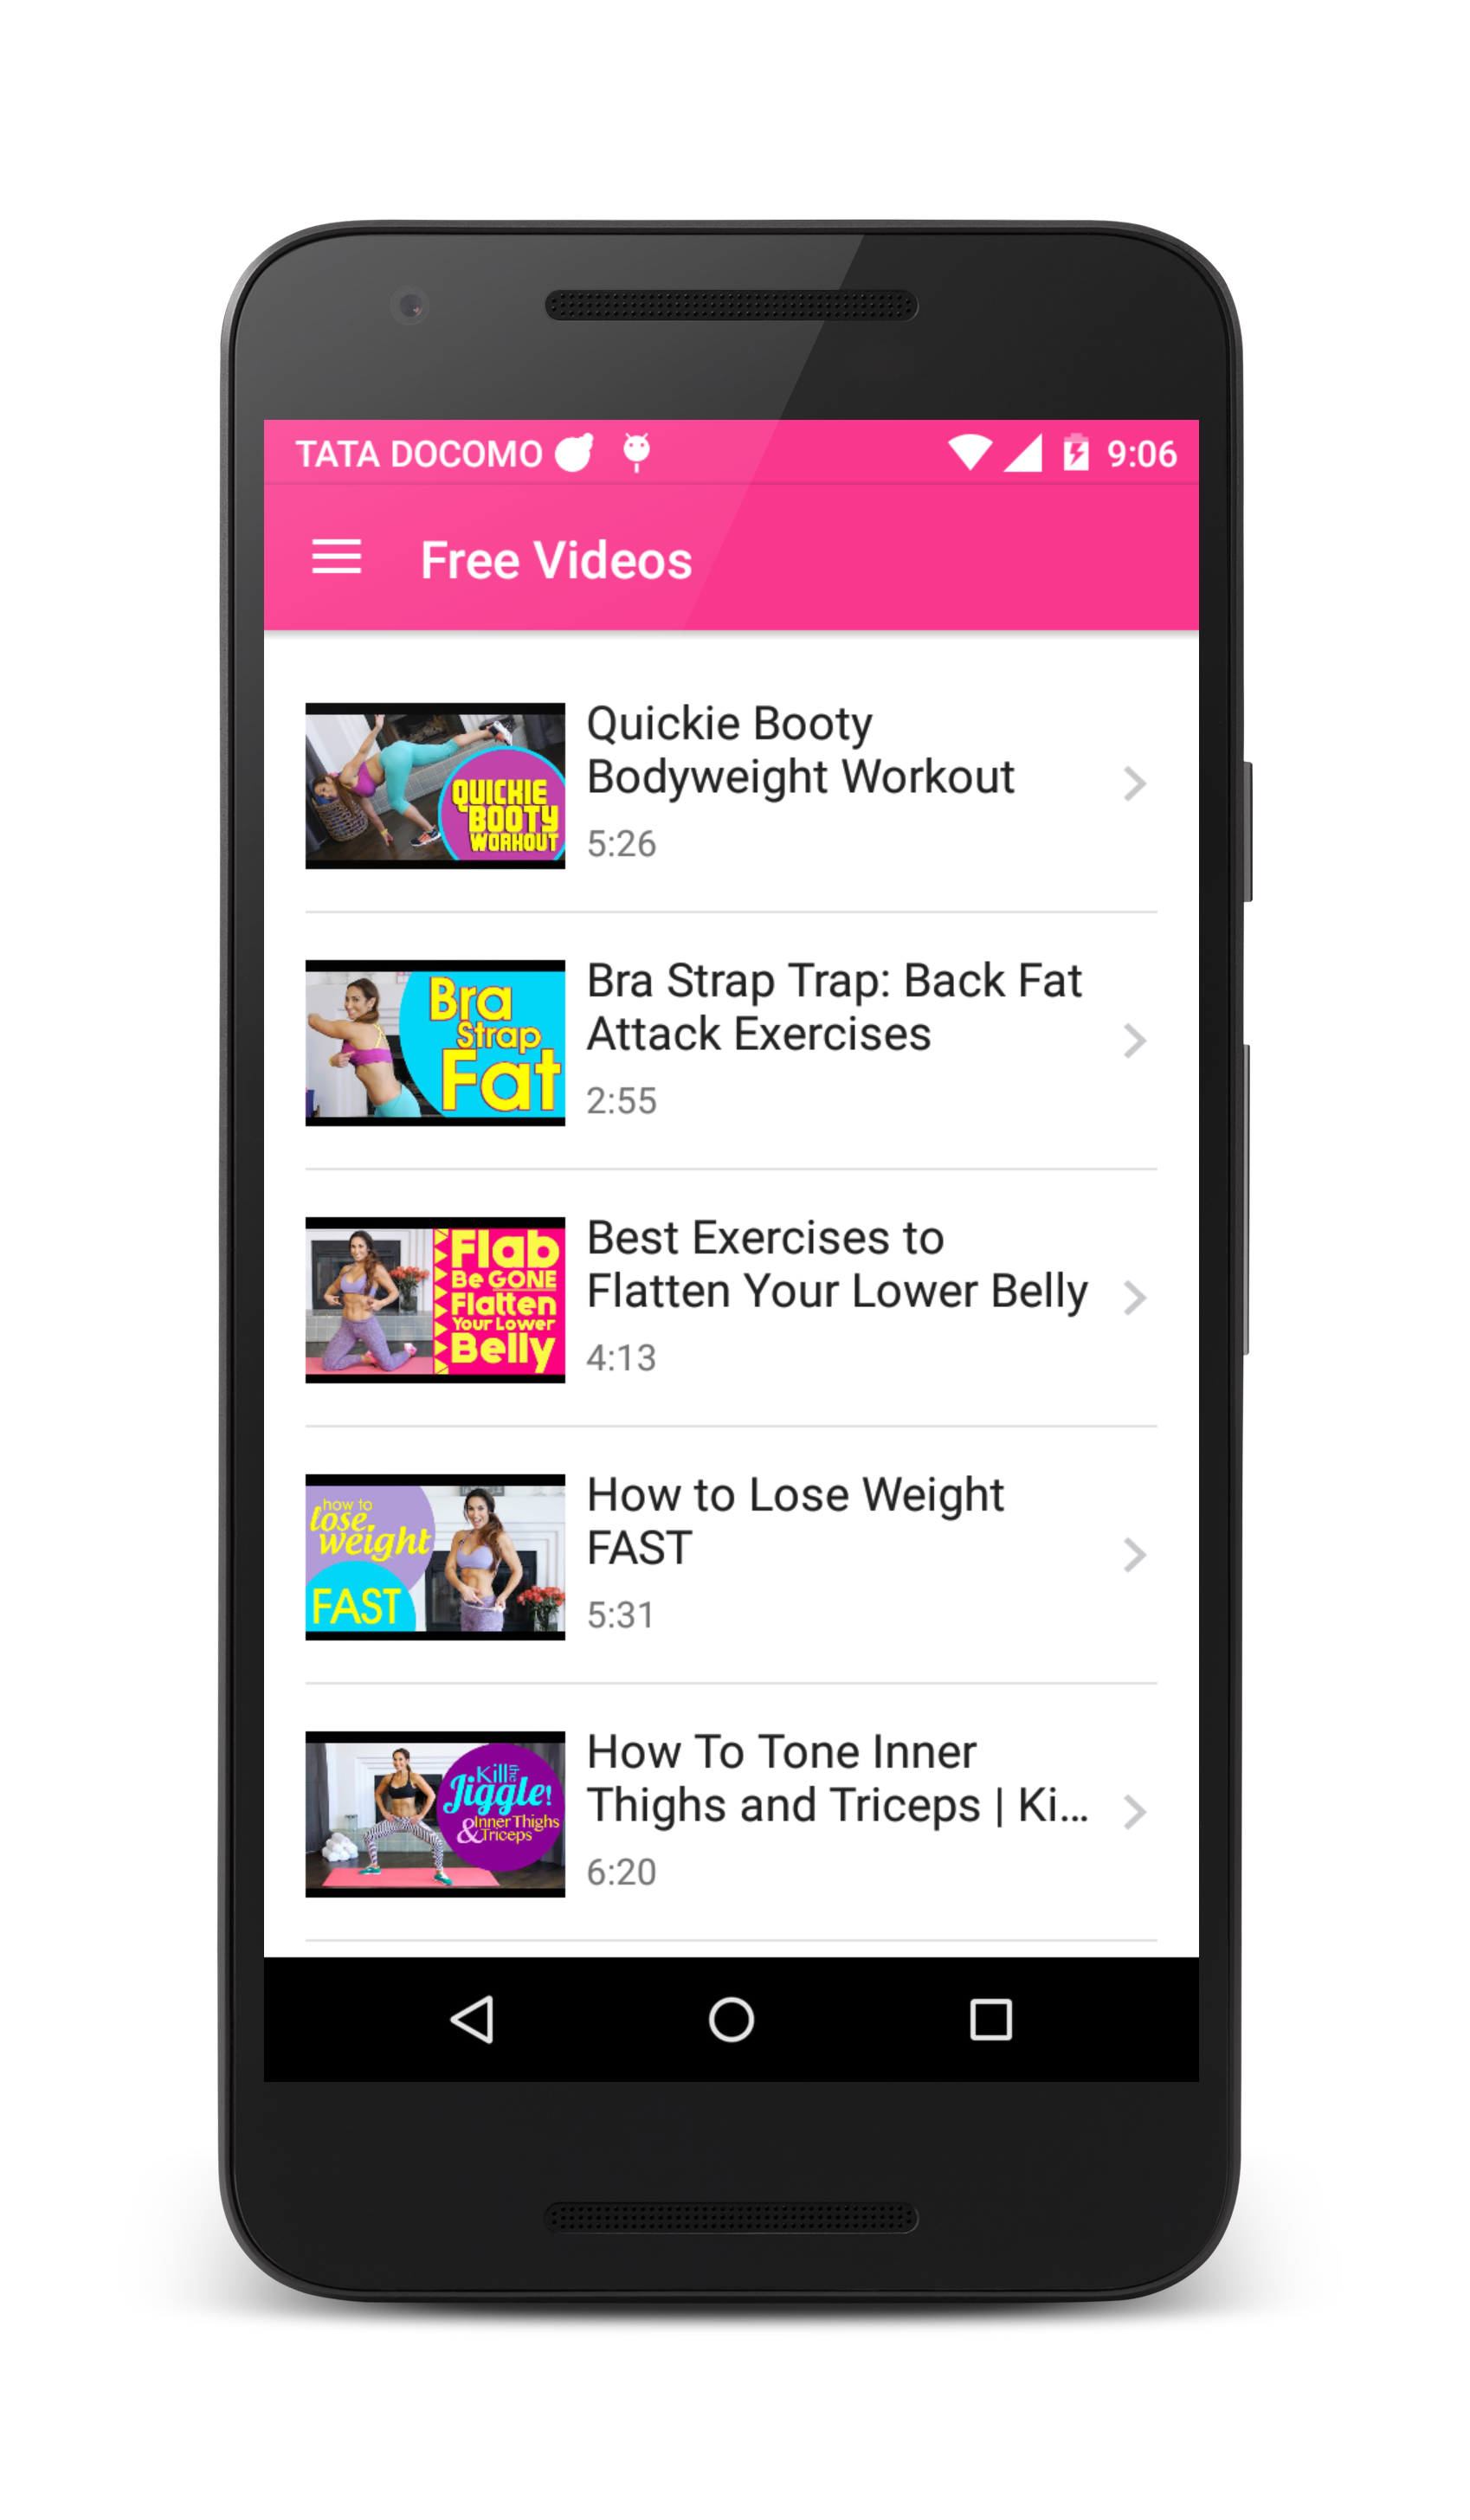 TATA DOCOMO 9:06
Free Videos
QUICKIE
BOOTY
WORKOUT
Quickie Booty
Bodyweight Workout
5:26
Bra
Strap
Fat
Bra Strap Trap: Back Fat
Attack Exercises
2:55
Flab
Be GONE
Flatten
Your Lower
Belly
Best Exercises to
Flatten Your Lower Belly
4:13
how to
lose
weight
FAST
How to Lose Weight
FAST
5:31
Kill the
Jiggle!
Inner Thighs
& Triceps
How To Tone Inner
Thighs and Triceps | Ki...
6:20